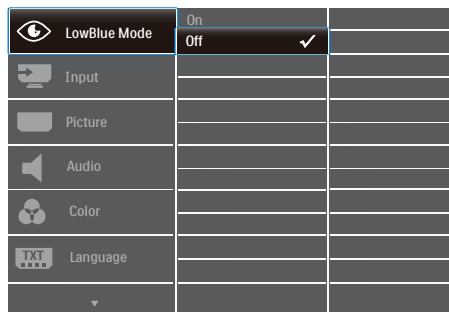 LowBlue Mode
On
Off
Input
Picture
Audio
Color
TXT
Language